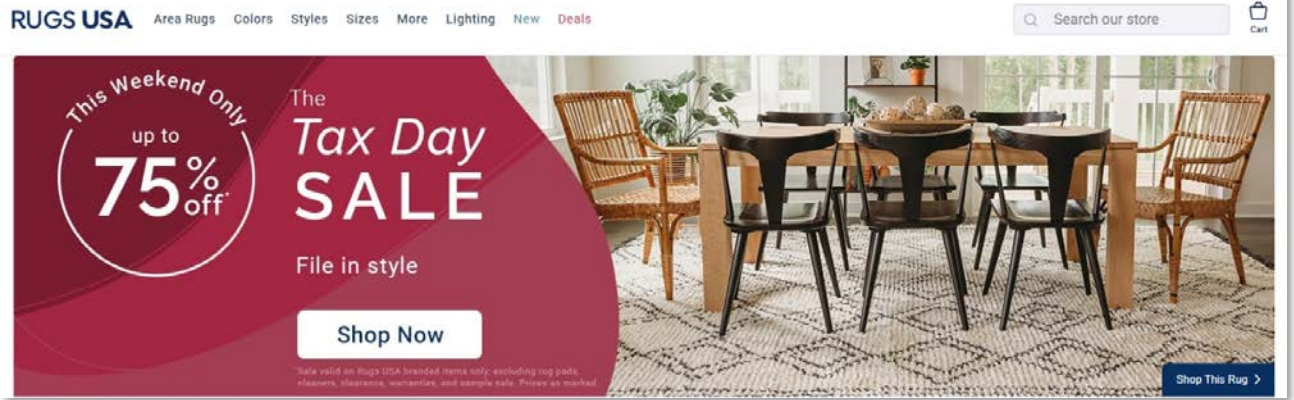 RUGS USA Area Rugs Colors Styles Sizes More Lighting New Deals Search our store
Cart
This Weekend Only
up to
75% off*
The
Tax Day
SALE
File in style
Shop Now
*Sale valid on Rugs USA branded items only, excluding rug pads,
cleaners, clearance, warranties, and sample sale. Prices as marked.
Shop This Rug >